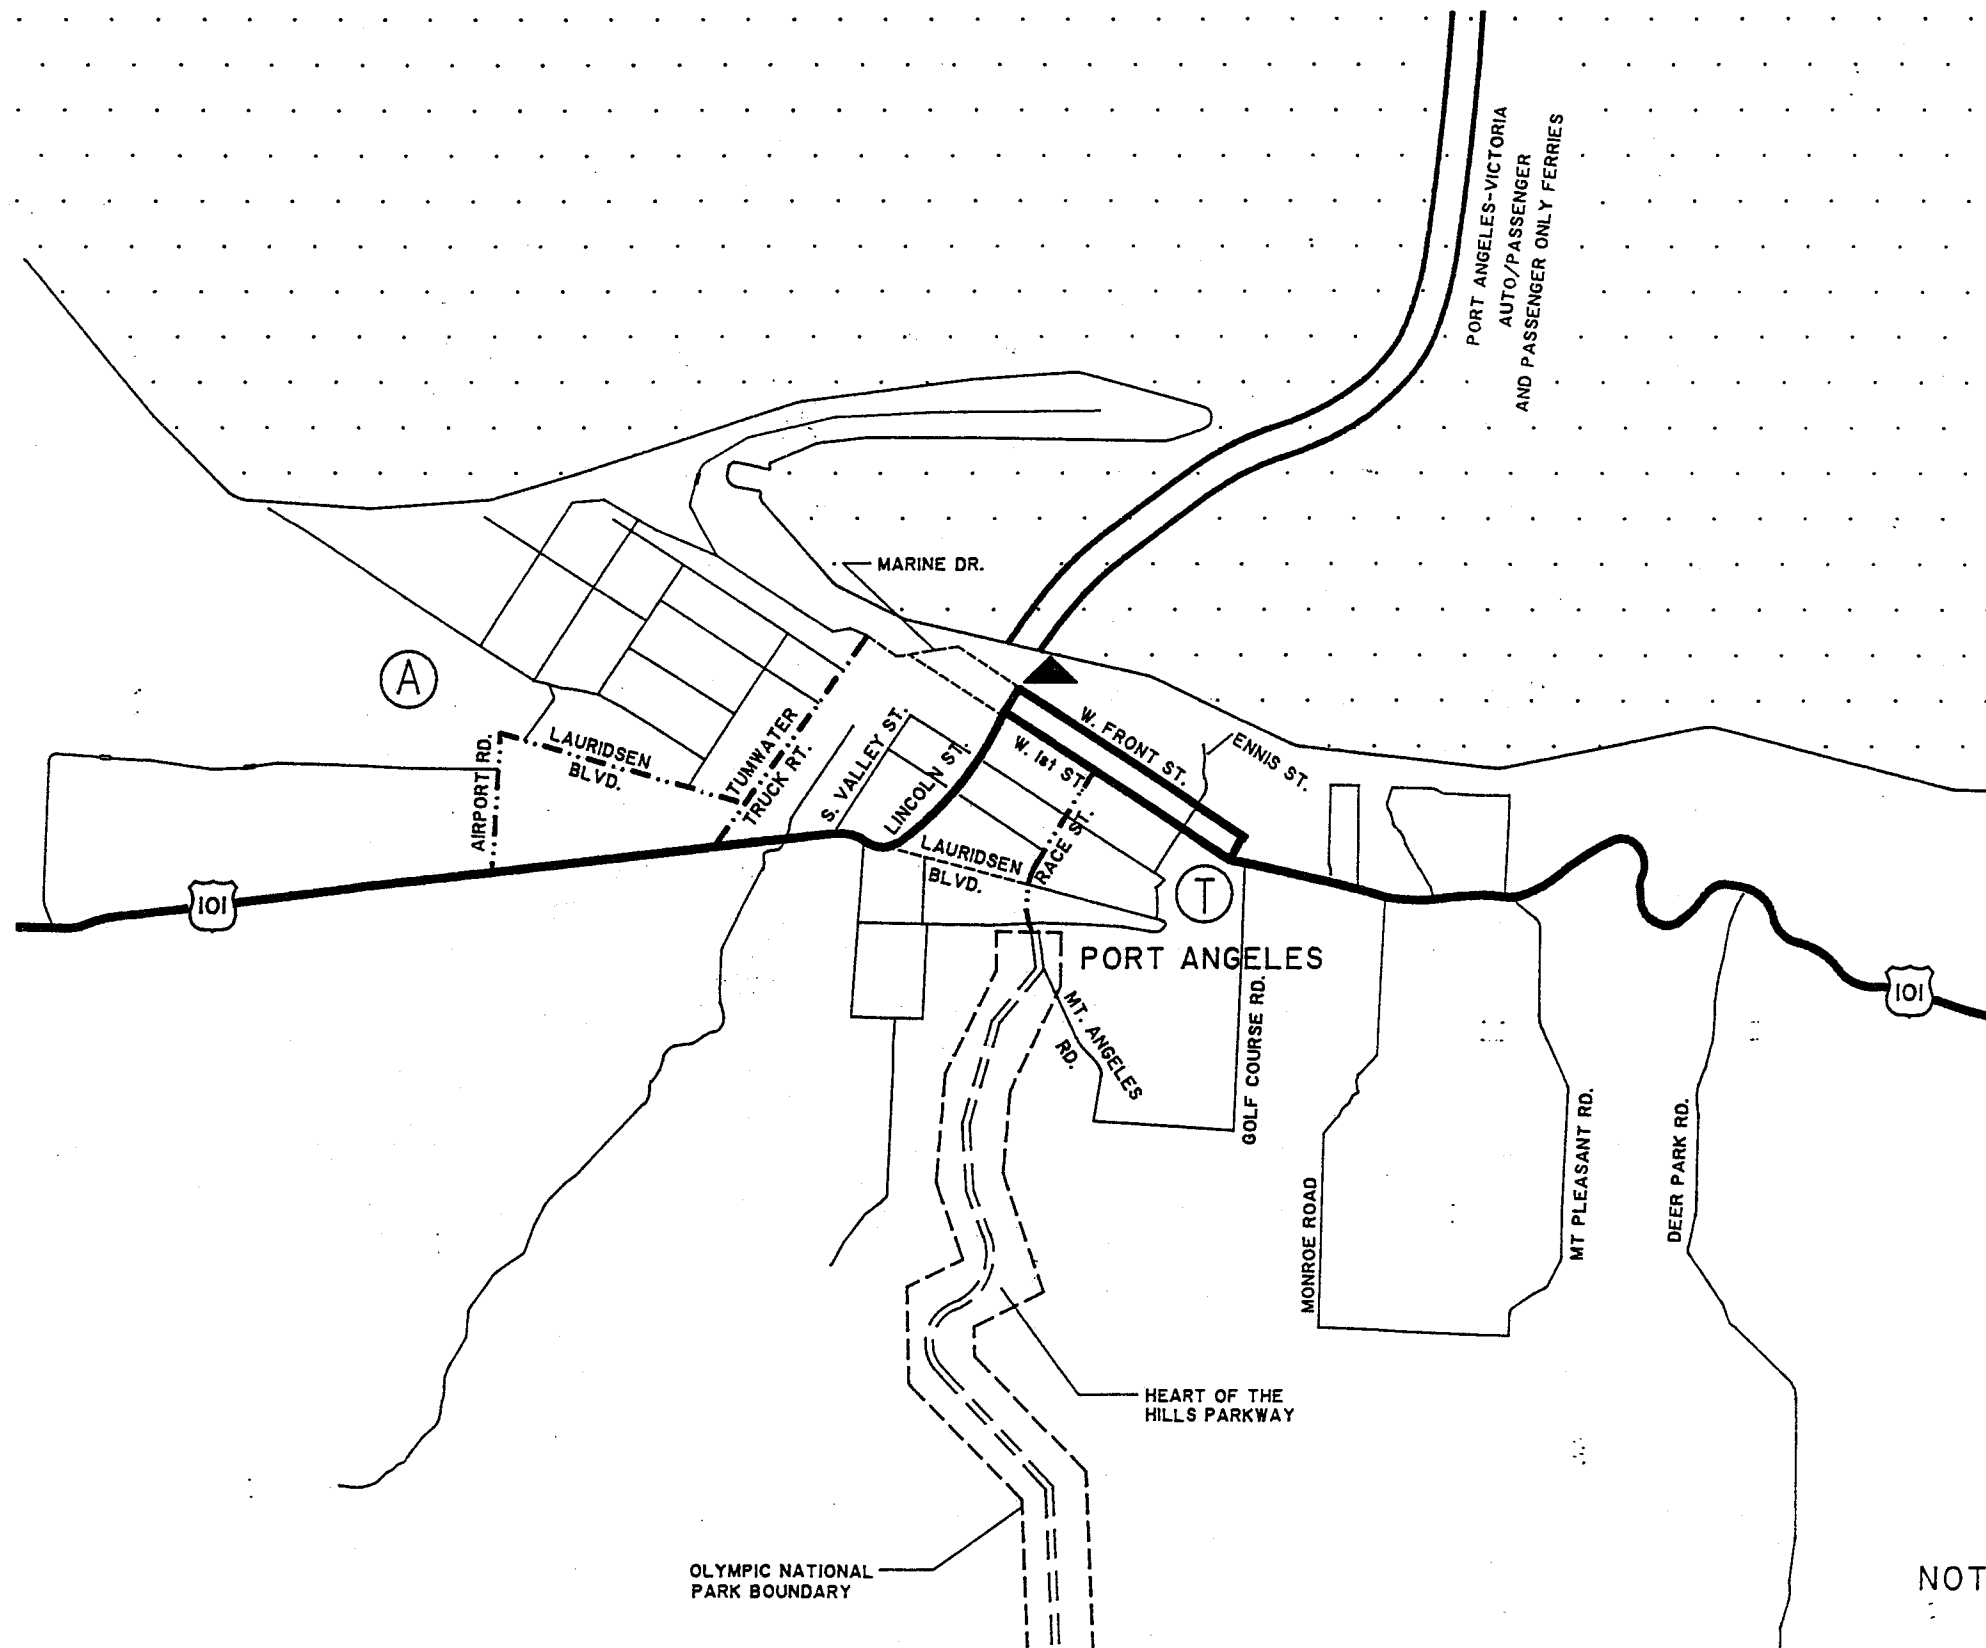 PORT ANGELES-VICTORIA
AUTO/PASSENGER
AND PASSENGER ONLY FERRIES
MARINE DR.
A
W. FRONT ST.
W. 1st ST.
ENNIS ST.
LAURIDSEN
BLVD.
AIRPORT RD.
TUMWATER
TRUCK RT.
S. VALLEY ST.
LINCOLN ST.
RACE ST.
LAURIDSEN
BLVD.
T
101
PORT ANGELES
101
MT. ANGELES
RD.
GOLF COURSE RD.
MONROE ROAD
MT PLEASANT RD.
DEER PARK RD.
HEART OF THE
HILLS PARKWAY
OLYMPIC NATIONAL
PARK BOUNDARY
NOT